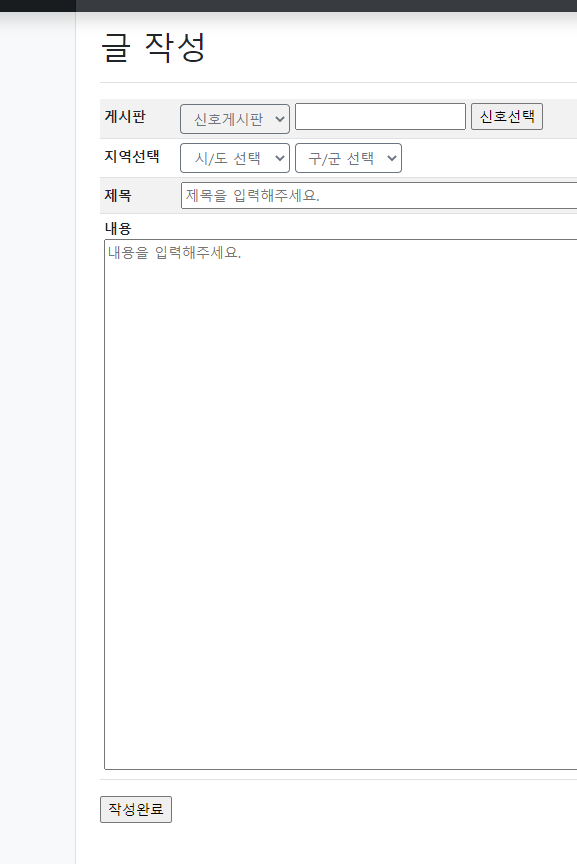 글 작성
게시판 신호게시판 신호선택
지역선택 시/도 선택 구/군 선택
제목 제목을 입력해주세요.
내용
내용을 입력해주세요.
작성완료